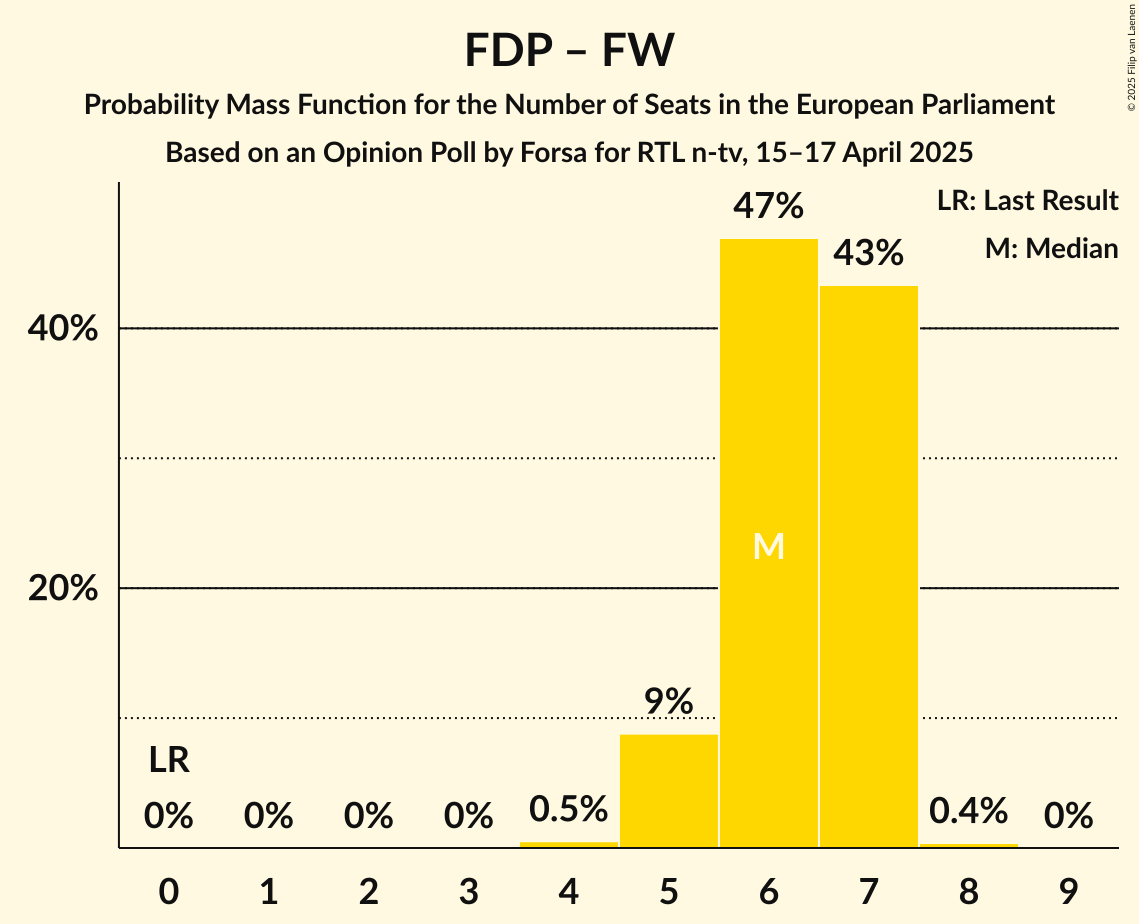 FDP – FW
Probability Mass Function for the Number of Seats in the European Parliament
Based on an Opinion Poll by Forsa for RTL n-tv, 15–17 April 2025
© 2025 Filip van Laenen
LR: Last Result
M: Median
40%
20%
LR
0%
0%
0%
0%
0.5%
9%
47%
M
43%
0.4%
0%
0 1 2 3 4 5 6 7 8 9